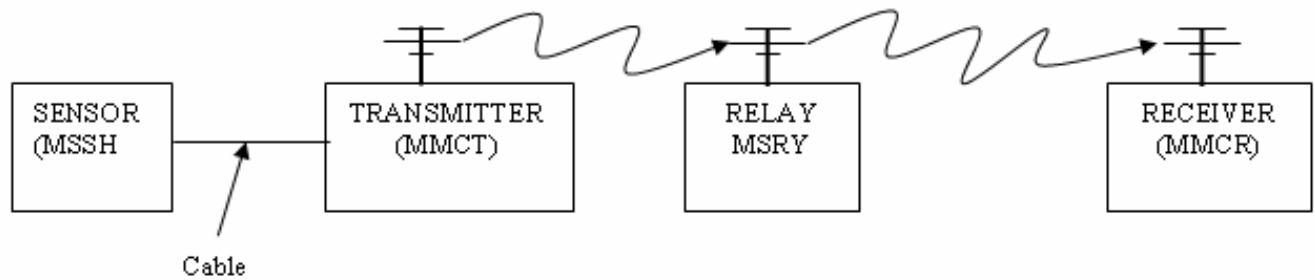 SENSOR
(MSSH
TRANSMITTER
(MMCT)
RELAY
MSRY
RECEIVER
(MMCR)
Cable